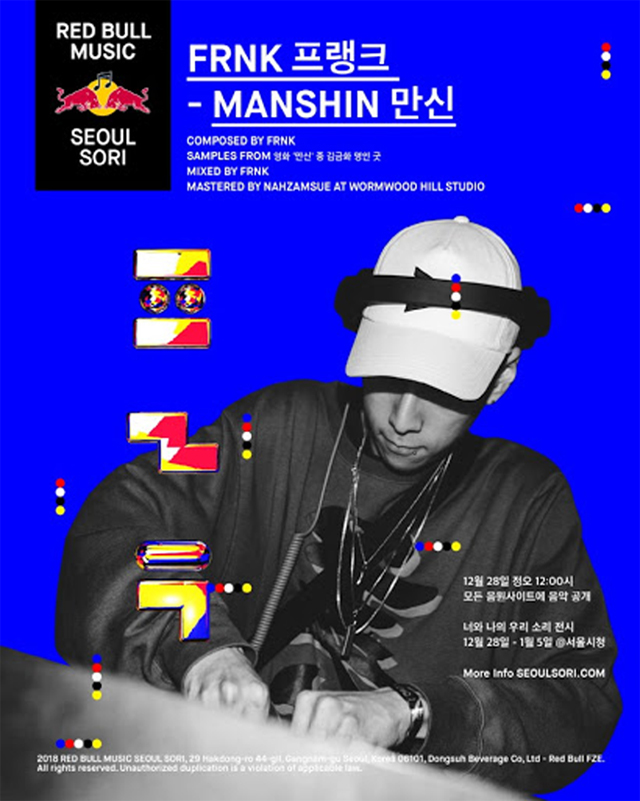 RED BULL
MUSIC
SEOUL
SORI
FRNK 프랭크
- MANSHIN 만신
COMPOSED BY FRNK
SAMPLES FROM 영화 '만신' 중 김금화 명인 굿
MIXED BY FRNK
MASTERED BY NAHZAMSUE AT WORMWOOD HILL STUDIO
12월 28일 정오 12:00시
모든 음원사이트에 음악 공개
너와 나의 우리 소리 전시
12월 28일 - 1월 5일 @서울시청
More Info SEOULSORI.COM
2018 RED BULL MUSIC SEOUL SORI, 29 Hakdong-ro 44-gil, Gangnam-gu Seoul, Korea 06101, Dongsuh Beverage Co, Ltd - Red Bull FZE.
All rights reserved. Unauthorized duplication is a violation of applicable law.